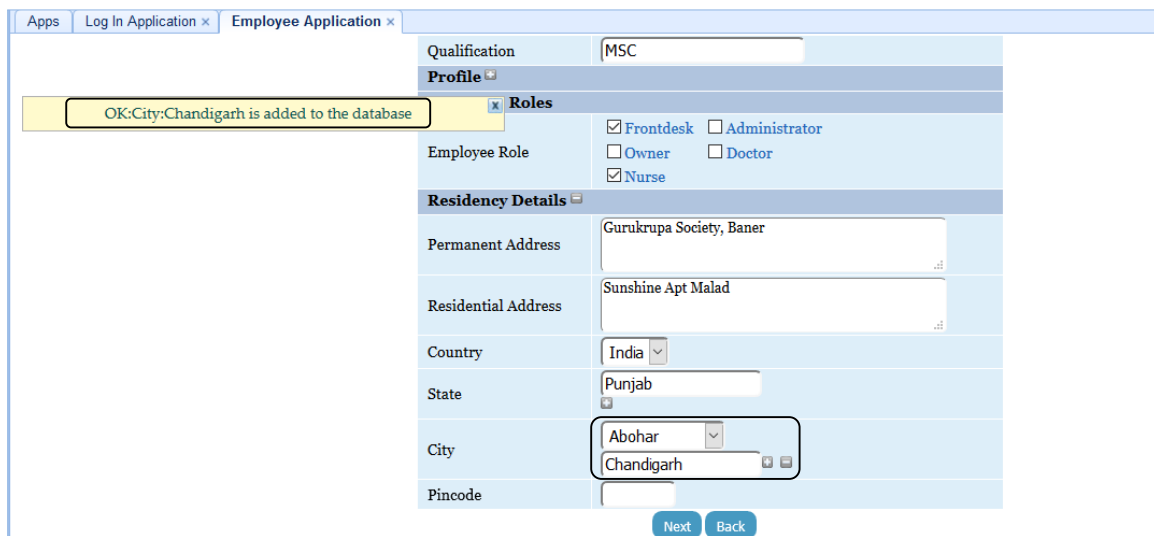 Apps Log In Application × Employee Application ×
Qualification MSC
Profile
OK:City:Chandigarh is added to the database x
Roles
Employee Role
Frontdesk Administrator
Owner Doctor
Nurse
Residency Details
Permanent Address Gurukrupa Society, Baner
Residential Address Sunshine Apt Malad
Country India
State Punjab
City Abohar
Chandigarh
Pincode
Next Back